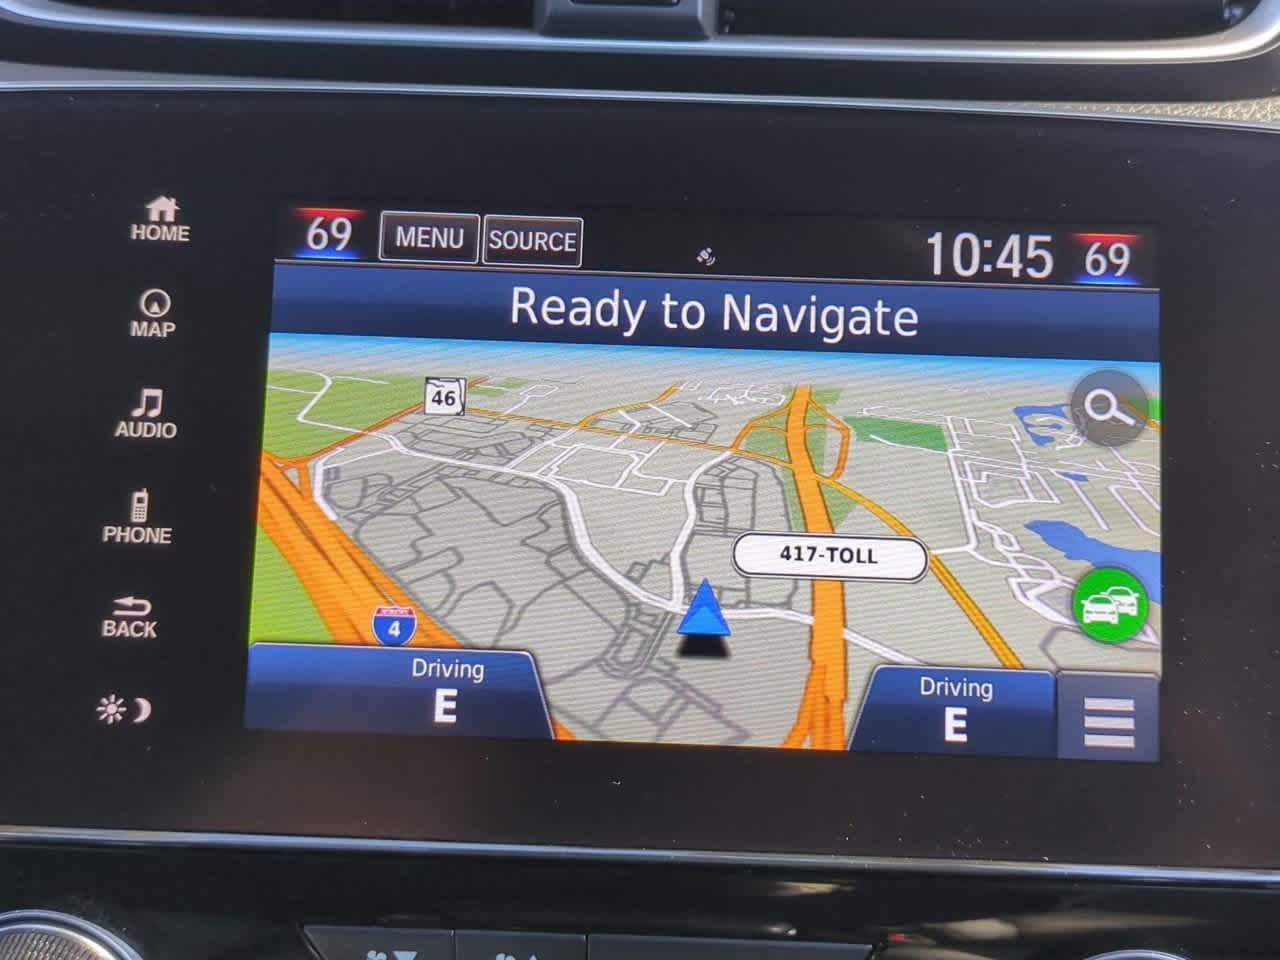 HOME
MAP
AUDIO
PHONE
BACK
69 MENU SOURCE 10:45 69
Ready to Navigate
46
417-TOLL
4
Driving
E
Driving
E